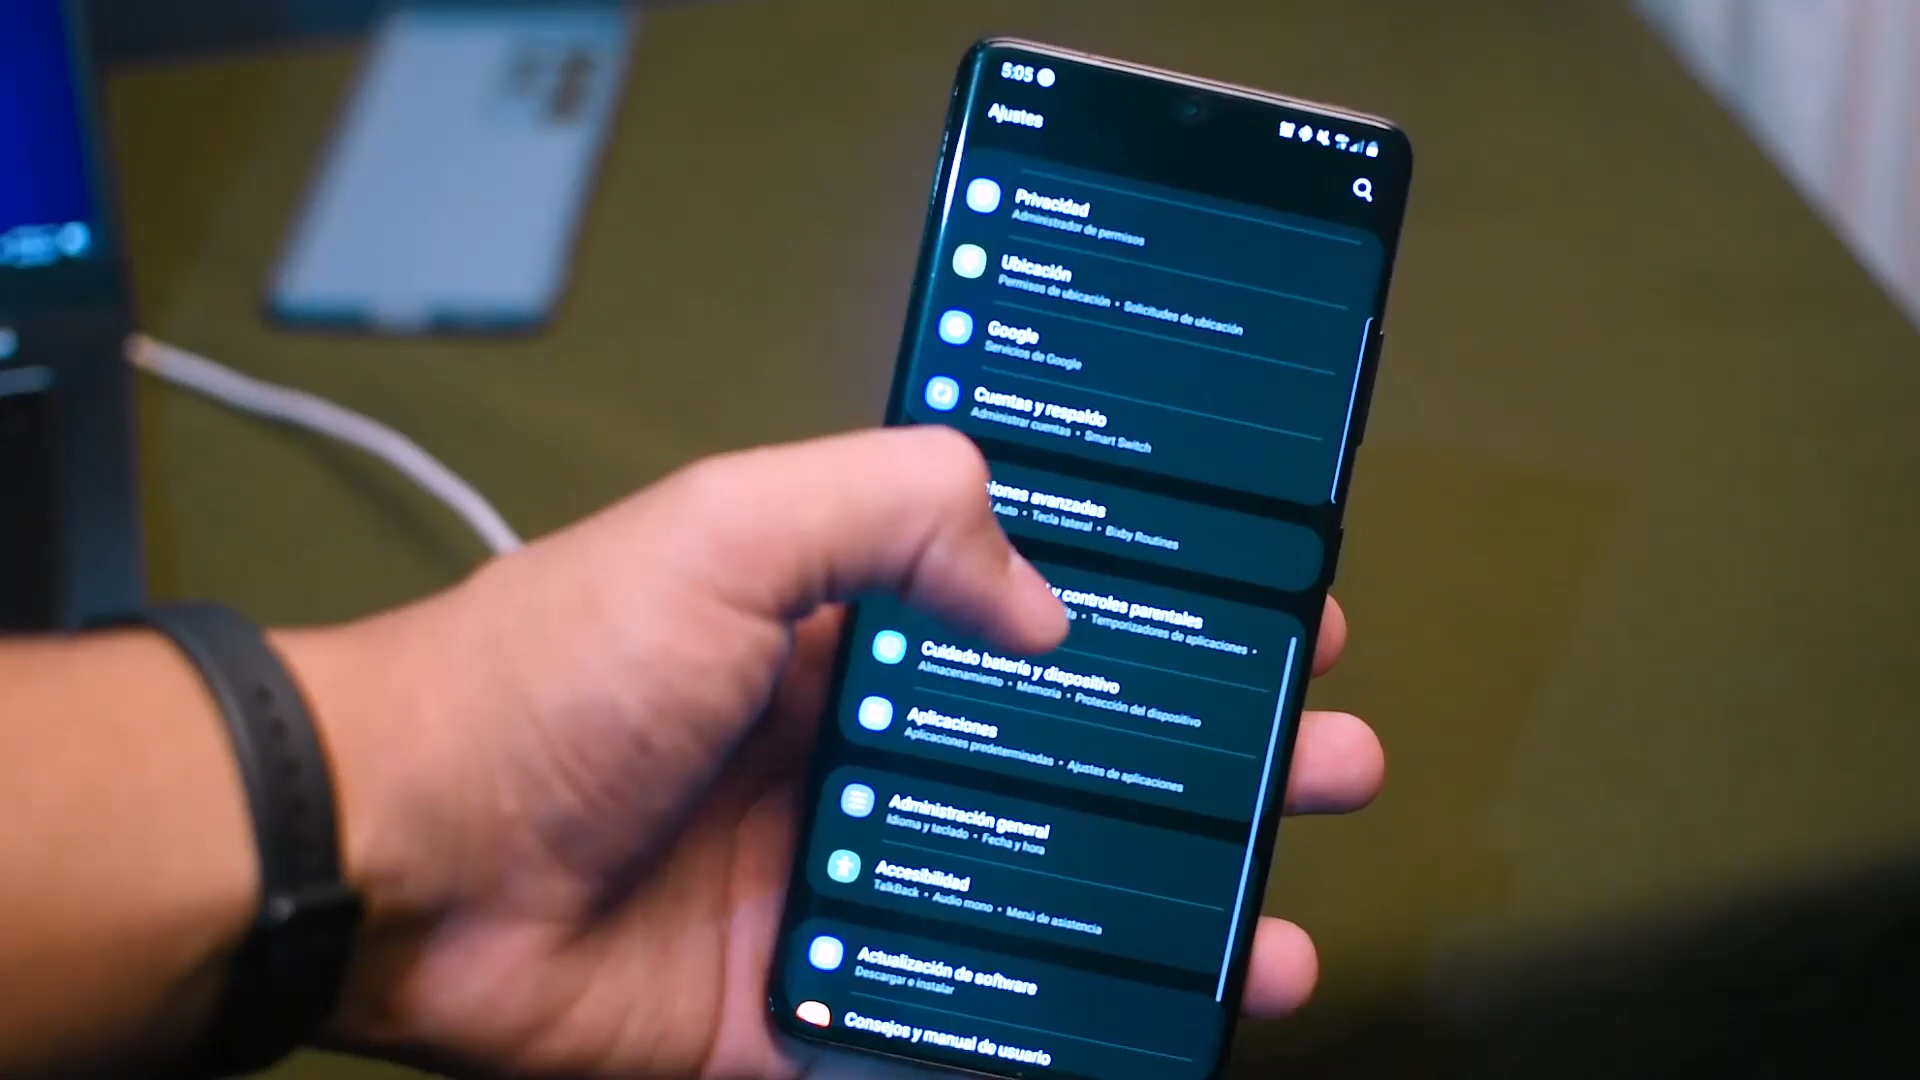 5:05
Ajustes
Privacidad
Administrador de permisos
Ubicación
Permisos de ubicación • Solicitudes de ubicación
Google
Servicios de Google
Cuentas y respaldo
Administrar cuentas • Smart Switch
iones avanzadas
Auto • Tecla lateral • Bixby Routines
y controles parentales
• Temporizadores de aplicaciones •
Cuidado batería y dispositivo
Almacenamiento • Memoria • Protección del dispositivo
Aplicaciones
Aplicaciones predeterminadas • Ajustes de aplicaciones
Administración general
Idioma y teclado • Fecha y hora
Accesibilidad
TalkBack • Audio mono • Menú de asistencia
Actualización de software
Descargar e instalar
Consejos y manual de usuario